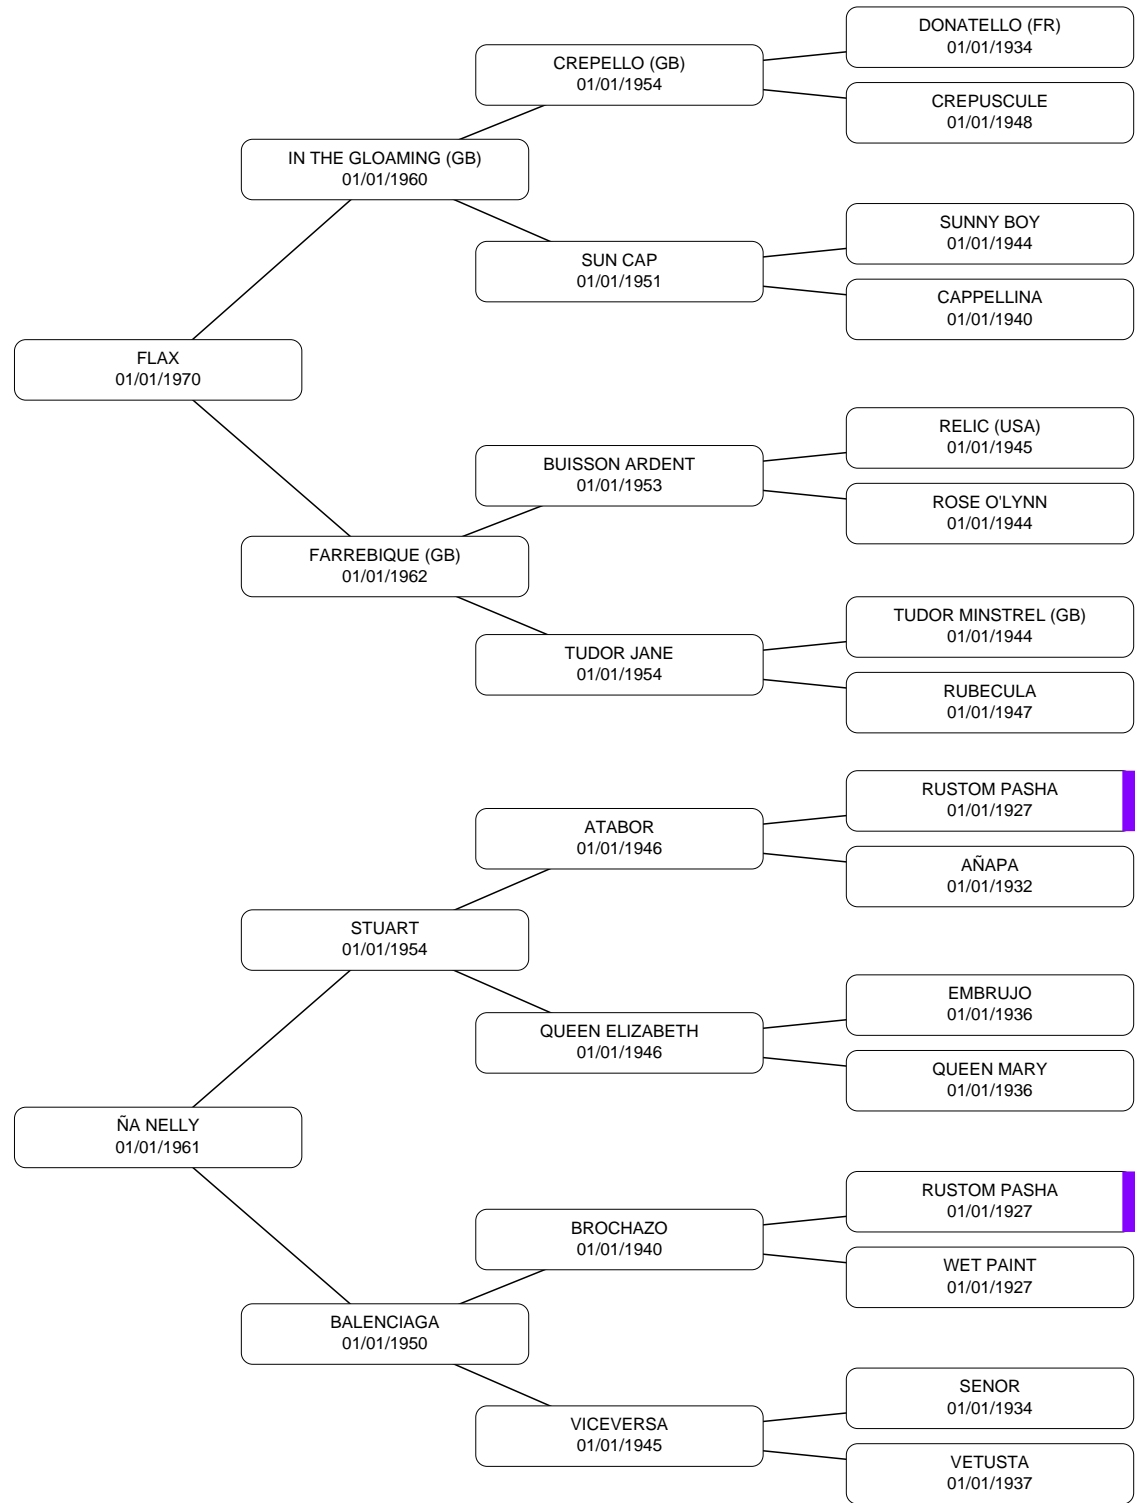 DONATELLO (FR)
01/01/1934
CREPELLO (GB)
01/01/1954
CREPUSCULE
01/01/1948
IN THE GLOAMING (GB)
01/01/1960
SUNNY BOY
01/01/1944
SUN CAP
01/01/1951
CAPPELLINA
01/01/1940
FLAX
01/01/1970
RELIC (USA)
01/01/1945
BUISSON ARDENT
01/01/1953
ROSE O'LYNN
01/01/1944
FARREBIQUE (GB)
01/01/1962
TUDOR MINSTREL (GB)
01/01/1944
TUDOR JANE
01/01/1954
RUBECULA
01/01/1947
RUSTOM PASHA
01/01/1927
ATABOR
01/01/1946
AÑAPA
01/01/1932
STUART
01/01/1954
EMBRUJO
01/01/1936
QUEEN ELIZABETH
01/01/1946
QUEEN MARY
01/01/1936
ÑA NELLY
01/01/1961
RUSTOM PASHA
01/01/1927
BROCHAZO
01/01/1940
WET PAINT
01/01/1927
BALENCIAGA
01/01/1950
SENOR
01/01/1934
VICEVERSA
01/01/1945
VETUSTA
01/01/1937